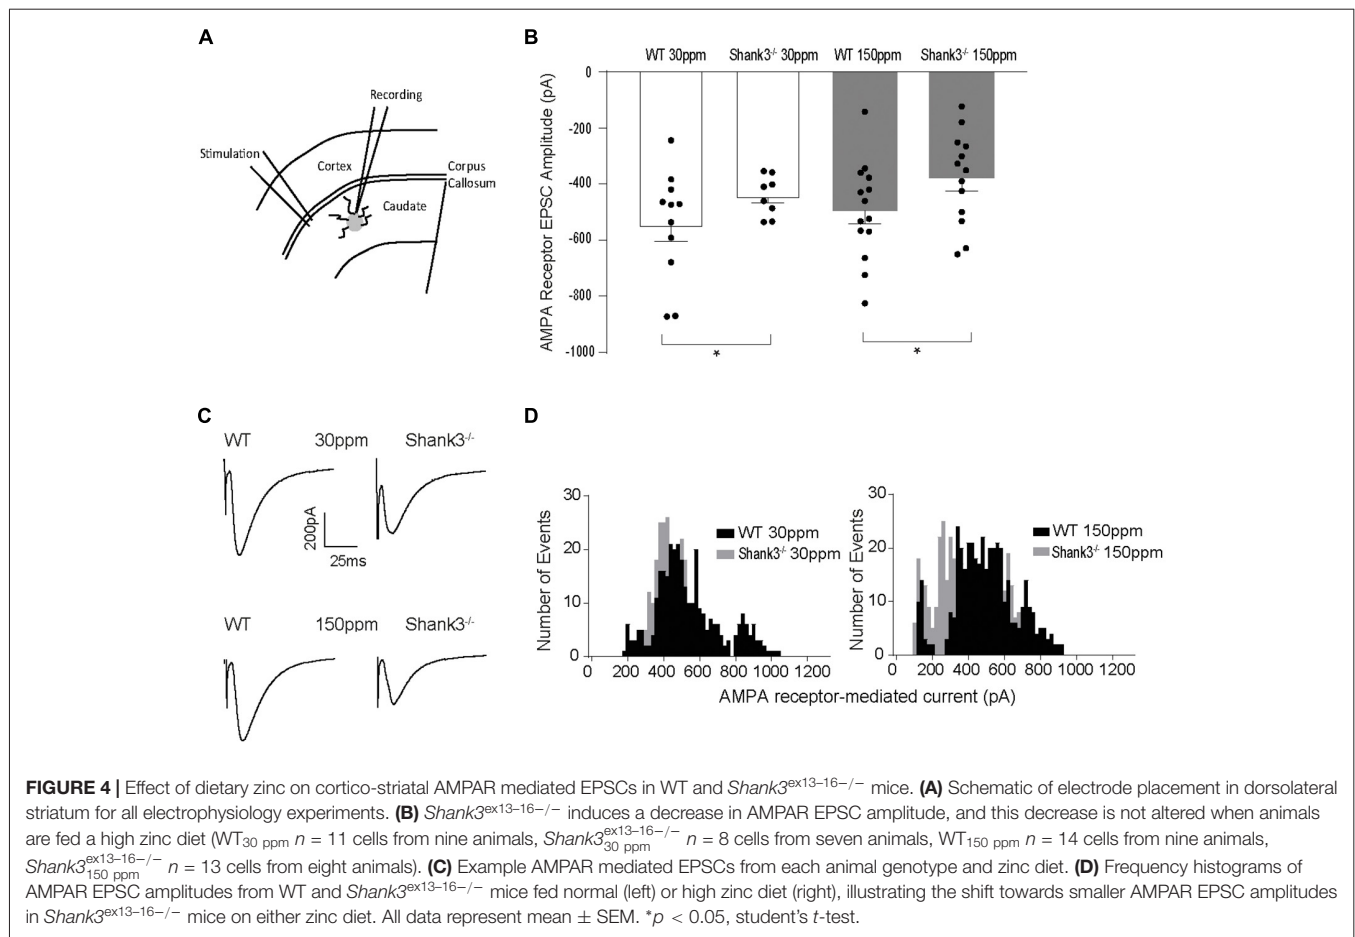 A
Recording
Stimulation
Cortex
Corpus
Callosum
Caudate
B
WT 30ppm Shank3-/- 30ppm WT 150ppm Shank3-/- 150ppm
AMPA Receptor EPSC Amplitude (pA)
0
-200
-400
-600
-800
-1000
* *
C
WT 30ppm Shank3-/-
200pA
25ms
WT 150ppm Shank3-/-
D
Number of Events
30
20
10
0
WT 30ppm
Shank3-/- 30ppm
0 200 400 600 800 1200
Number of Events
30
20
10
0
WT 150ppm
Shank3-/- 150ppm
0 200 400 600 800 1000 1200
AMPA receptor-mediated current (pA)
FIGURE 4 | Effect of dietary zinc on cortico-striatal AMPAR mediated EPSCs in WT and Shank3ex13–16−/− mice. (A) Schematic of electrode placement in dorsolateral
striatum for all electrophysiology experiments. (B) Shank3ex13–16−/− induces a decrease in AMPAR EPSC amplitude, and this decrease is not altered when animals
are fed a high zinc diet (WT30 ppm n = 11 cells from nine animals, Shank3ex13–16−/−30 ppm n = 8 cells from seven animals, WT150 ppm n = 14 cells from nine animals,
Shank3ex13–16−/−150 ppm n = 13 cells from eight animals). (C) Example AMPAR mediated EPSCs from each animal genotype and zinc diet. (D) Frequency histograms of
AMPAR EPSC amplitudes from WT and Shank3ex13–16−/− mice fed normal (left) or high zinc diet (right), illustrating the shift towards smaller AMPAR EPSC amplitudes
in Shank3ex13–16−/− mice on either zinc diet. All data represent mean ± SEM. *p < 0.05, student's t-test.